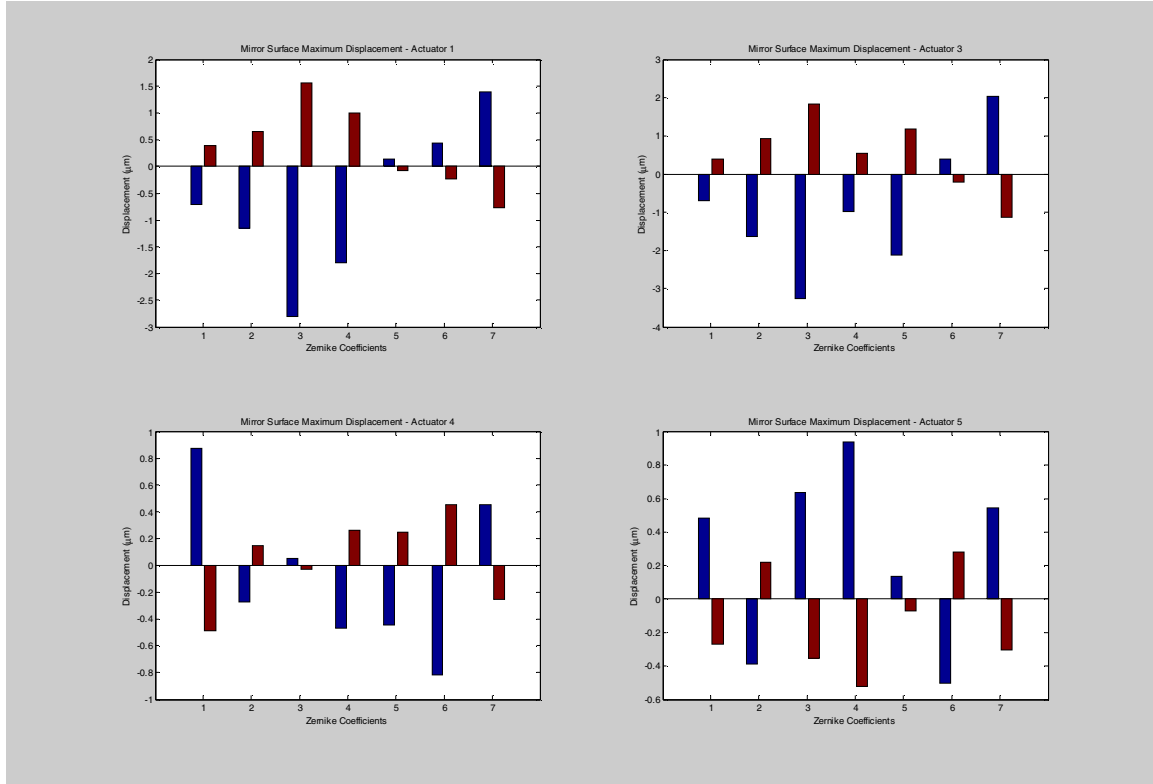 Mirror Surface Maximum Displacement - Actuator 1
2
1.5
1
0.5
0
-0.5
-1
-1.5
-2
-2.5
-3
Displacement (μm)
1 2 3 4 5 6 7
Zernike Coefficients
Mirror Surface Maximum Displacement - Actuator 3
3
2
1
0
-1
-2
-3
-4
Displacement (μm)
1 2 3 4 5 6 7
Zernike Coefficients
Mirror Surface Maximum Displacement - Actuator 4
1
0.8
0.6
0.4
0.2
0
-0.2
-0.4
-0.6
-0.8
-1
Displacement (μm)
1 2 3 4 5 6 7
Zernike Coefficients
Mirror Surface Maximum Displacement - Actuator 5
1
0.8
0.6
0.4
0.2
0
-0.2
-0.4
-0.6
Displacement (μm)
1 2 3 4 5 6 7
Zernike Coefficients